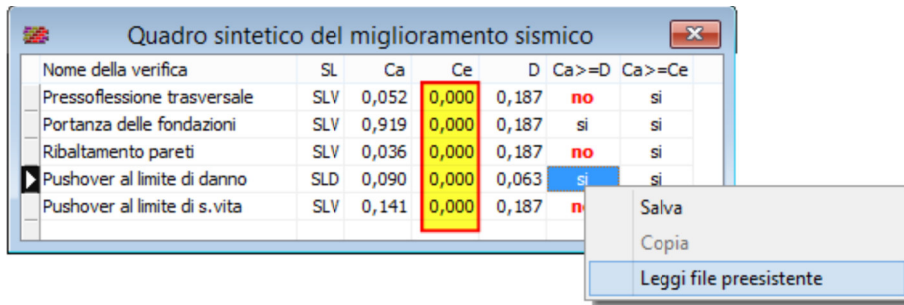 Quadro sintetico del miglioramento sismico
Nome della verifica SL Ca Ce D Ca>=D Ca>=Ce
Pressoflessione trasversale SLV 0,052 0,000 0,187 no si
Portanza delle fondazioni SLV 0,919 0,000 0,187 si si
Ribaltamento pareti SLV 0,036 0,000 0,187 no si
Pushover al limite di danno SLD 0,090 0,000 0,063 si si
Pushover al limite di s.vita SLV 0,141 0,000 0,187
Salva
Copia
Leggi file preesistente